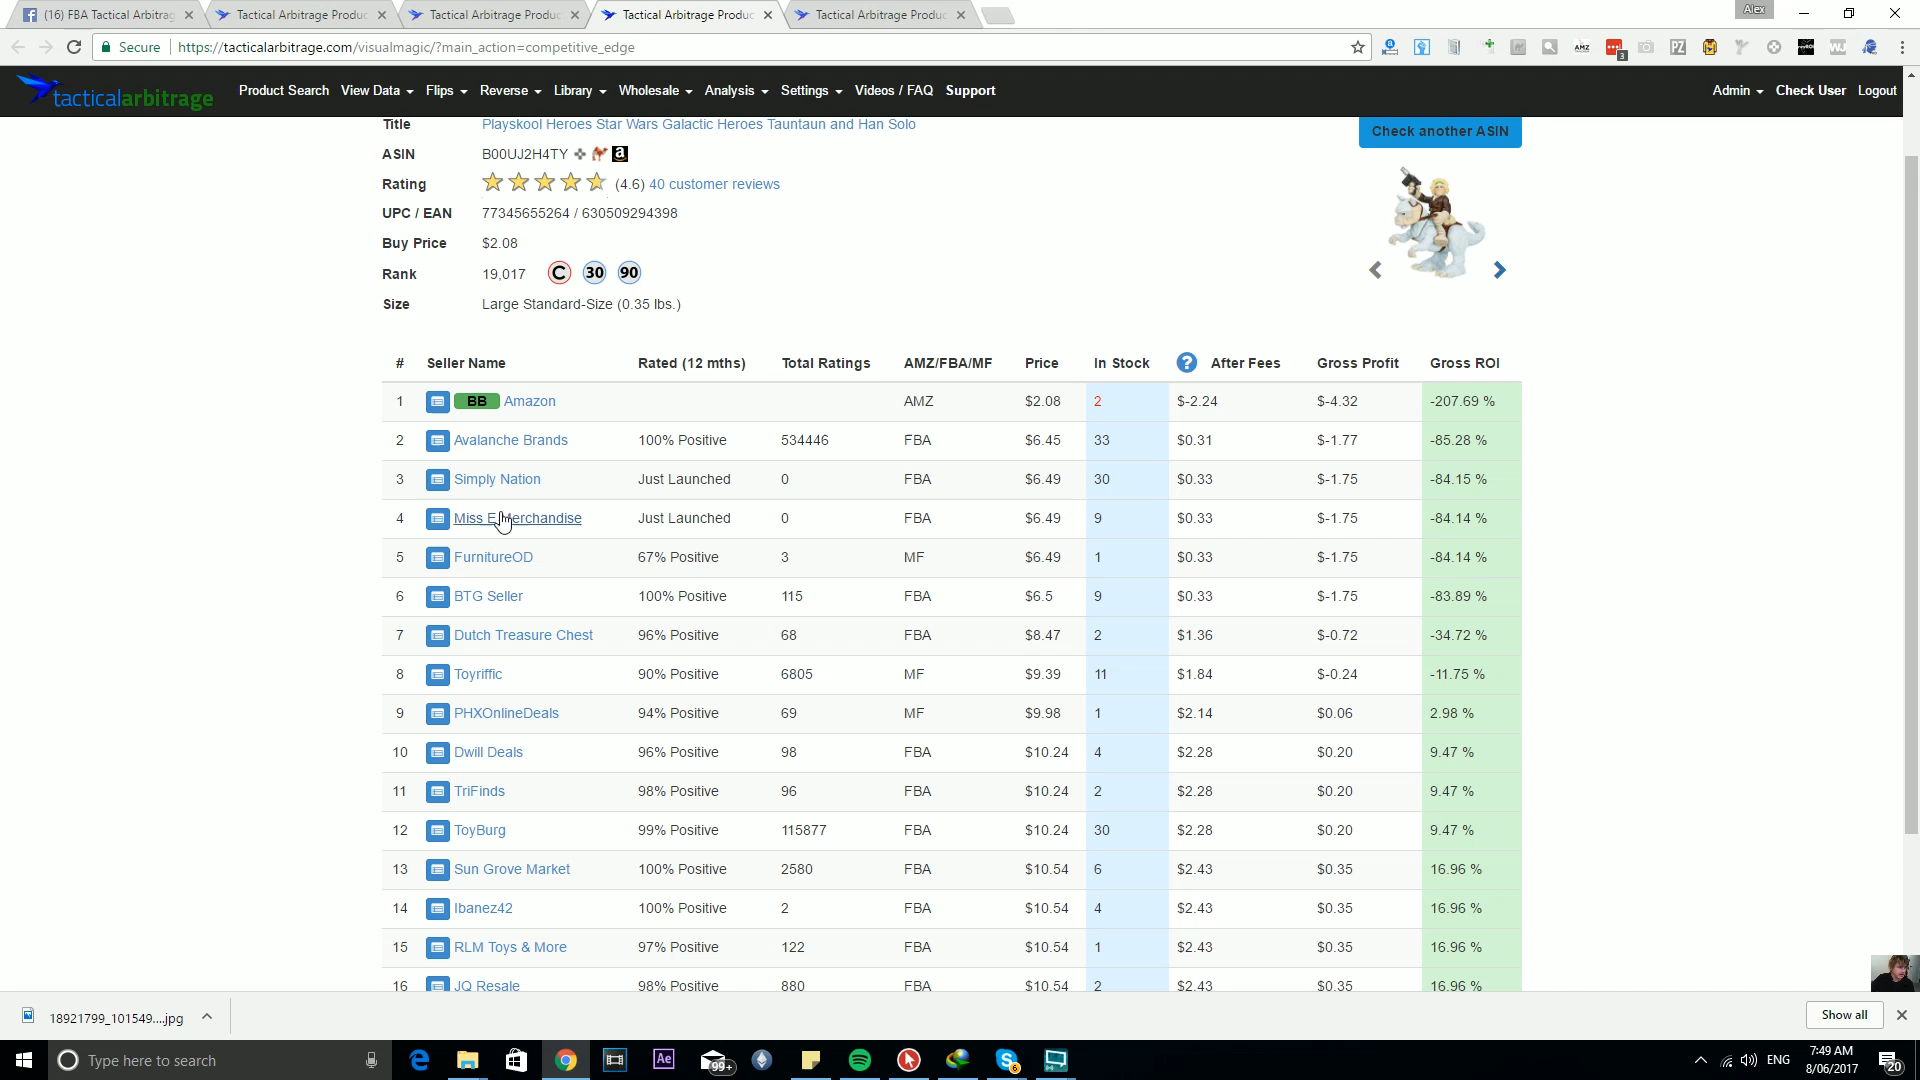 (16) FBA Tactical Arbitrag Tactical Arbitrage Produc Tactical Arbitrage Produc Tactical Arbitrage Produc Tactical Arbitrage Produc Alex
Secure https://tacticalarbitrage.com/visualmagic/?main_action=competitive_edge
tacticalarbitrage Product Search View Data Flips Reverse Library Wholesale Analysis Settings Videos / FAQ Support Admin Check User Logout
Title Playskool Heroes Star Wars Galactic Heroes Tauntaun and Han Solo Check another ASIN
ASIN B00UJ2H4TY
Rating (4.6) 40 customer reviews
UPC / EAN 77345655264 / 630509294398
Buy Price $2.08
Rank 19,017 C 30 90
Size Large Standard-Size (0.35 lbs.)
# Seller Name Rated (12 mths) Total Ratings AMZ/FBA/MF Price In Stock ? After Fees Gross Profit Gross ROI
1 BB Amazon AMZ $2.08 2 $-2.24 $-4.32 -207.69 %
2 Avalanche Brands 100% Positive 534446 FBA $6.45 33 $0.31 $-1.77 -85.28 %
3 Simply Nation Just Launched 0 FBA $6.49 30 $0.33 $-1.75 -84.15 %
4 Miss E Merchandise Just Launched 0 FBA $6.49 9 $0.33 $-1.75 -84.14 %
5 FurnitureOD 67% Positive 3 MF $6.49 1 $0.33 $-1.75 -84.14 %
6 BTG Seller 100% Positive 115 FBA $6.5 9 $0.33 $-1.75 -83.89 %
7 Dutch Treasure Chest 96% Positive 68 FBA $8.47 2 $1.36 $-0.72 -34.72 %
8 Toyriffic 90% Positive 6805 MF $9.39 11 $1.84 $-0.24 -11.75 %
9 PHXOnlineDeals 94% Positive 69 MF $9.98 1 $2.14 $0.06 2.98 %
10 Dwill Deals 96% Positive 98 FBA $10.24 4 $2.28 $0.20 9.47 %
11 TriFinds 98% Positive 96 FBA $10.24 2 $2.28 $0.20 9.47 %
12 ToyBurg 99% Positive 115877 FBA $10.24 30 $2.28 $0.20 9.47 %
13 Sun Grove Market 100% Positive 2580 FBA $10.54 6 $2.43 $0.35 16.96 %
14 Ibanez42 100% Positive 2 FBA $10.54 4 $2.43 $0.35 16.96 %
15 RLM Toys & More 97% Positive 122 FBA $10.54 1 $2.43 $0.35 16.96 %
16 JQ Resale 98% Positive 880 FBA $10.54 2 $2.43 $0.35 16.96 %
18921799_101549....jpg Show all
Type here to search Ae 99+ 6 ENG 7:49 AM
8/06/2017 20